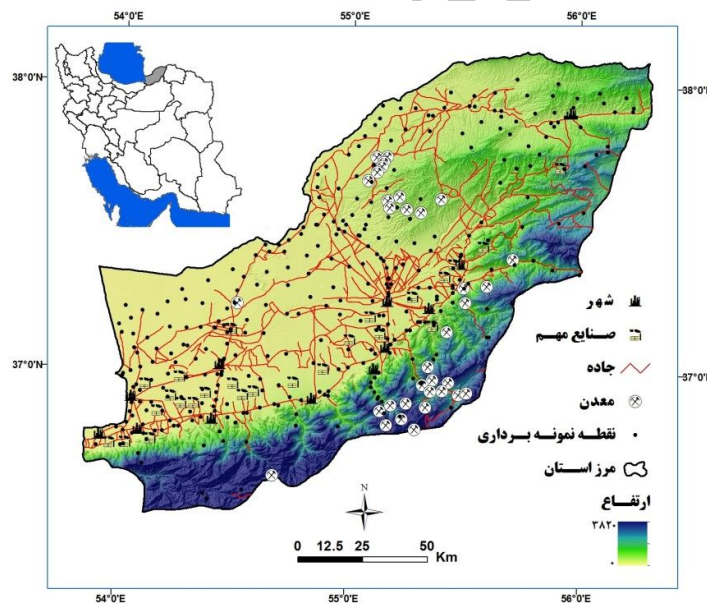 54°0'E 55°0'E 56°0'E
38°0'N 38°0'N
37°0'N 37°0'N
شهر
صنایع مهم
جاده
معدن
نقطه نمونه برداری
مرز استان
ارتفاع
۳۸۲۰
۰
N
0 12.5 25 50
Km
54°0'E 55°0'E 56°0'E